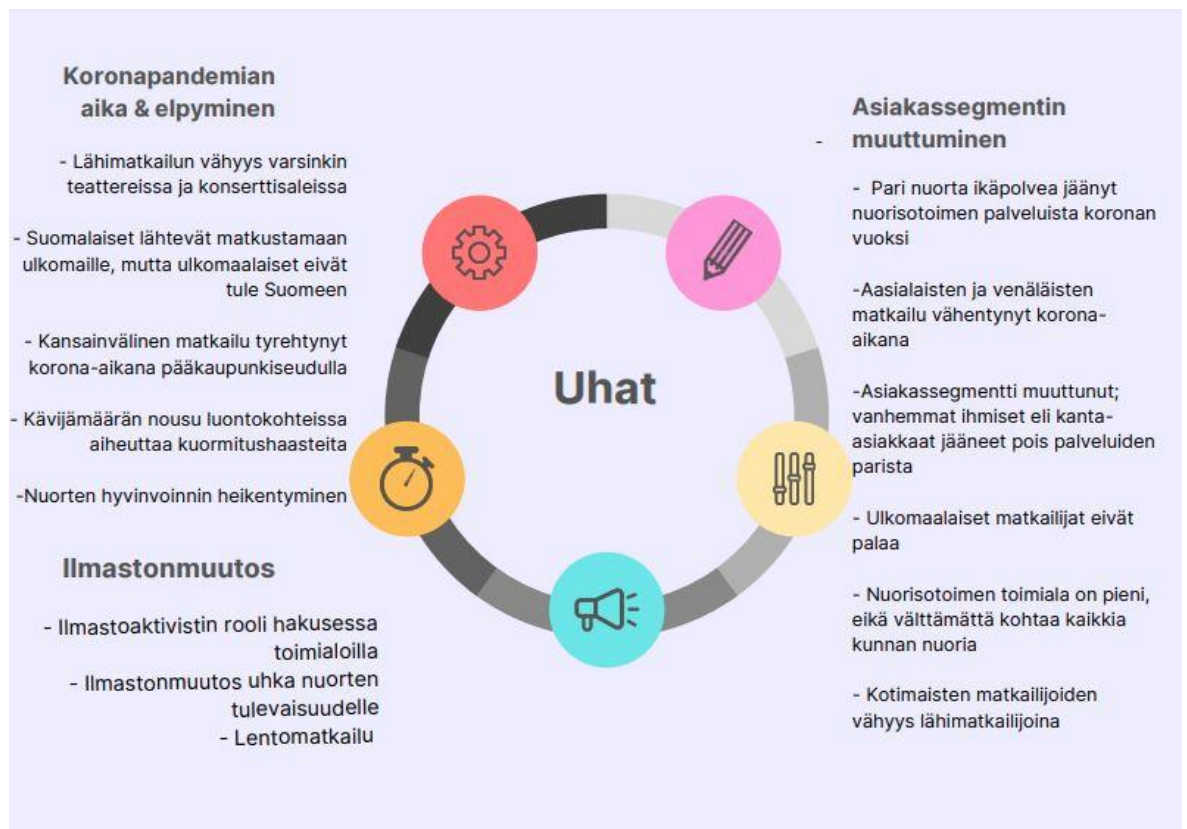 Koronapandemian
aika & elpyminen
- Lähimatkailun vähyys varsinkin
teattereissa ja konserttisaleissa
- Suomalaiset lähtevät matkustamaan
ulkomaille, mutta ulkomaalaiset eivät
tule Suomeen
- Kansainvälinen matkailu tyrehtynyt
korona-aikana pääkaupunkiseudulla
- Kävijämäärän nousu luontokohteissa
aiheuttaa kuormitushaasteita
-Nuorten hyvinvoinnin heikentyminen
Ilmastonmuutos
- Ilmastoaktivistin rooli hakusessa
toimialoilla
- Ilmastonmuutos uhka nuorten
tulevaisuudelle
- Lentomatkailu
Uhat
Asiakassegmentin
- muuttuminen
- Pari nuorta ikäpolvea jäänyt
nuorisotoimen palveluista koronan
vuoksi
-Aasialaisten ja venäläisten
matkailu vähentynyt korona-
aikana
-Asiakassegmentti muuttunut;
vanhemmat ihmiset eli kanta-
asiakkaat jääneet pois palveluiden
parista
- Ulkomaalaiset matkailijat eivät
palaa
- Nuorisotoimen toimiala on pieni,
eikä välttämättä kohtaa kaikkia
kunnan nuoria
- Kotimaisten matkailijoiden
vähyys lähimatkailijoina